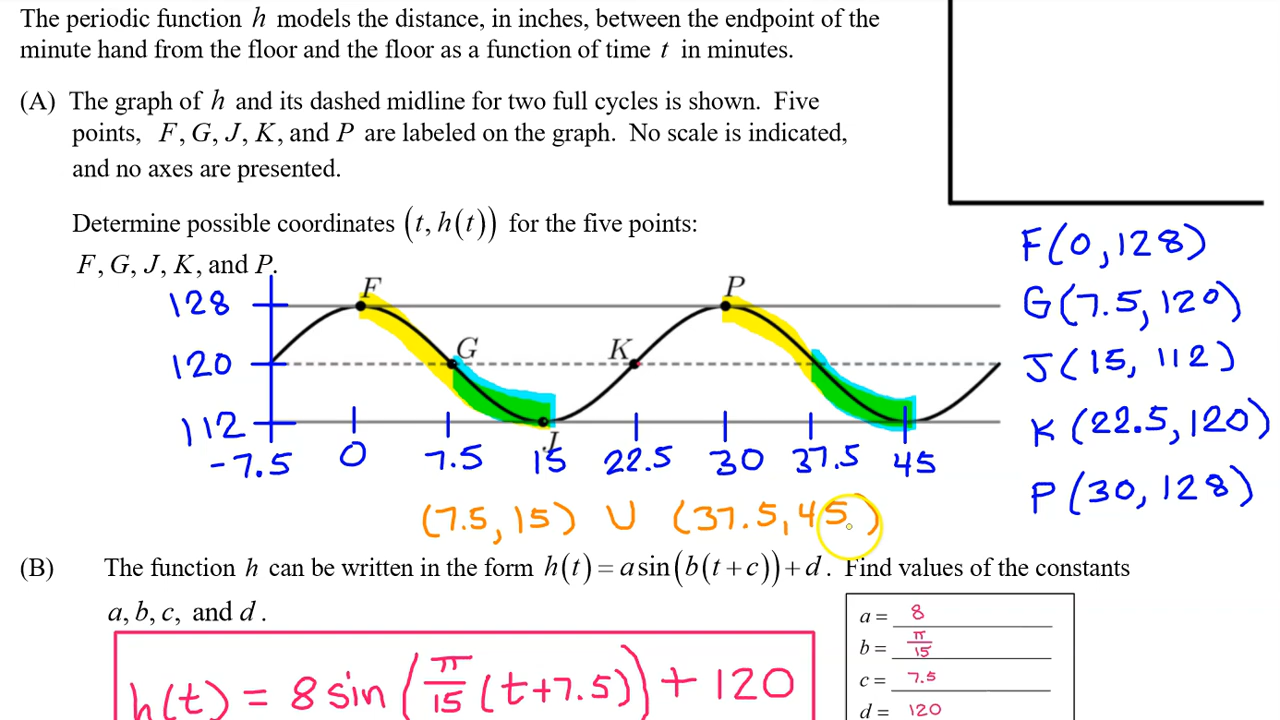 The periodic function h models the distance, in inches, between the endpoint of the
minute hand from the floor and the floor as a function of time t in minutes.
(A) The graph of h and its dashed midline for two full cycles is shown. Five
points, F, G, J, K, and P are labeled on the graph. No scale is indicated,
and no axes are presented.
Determine possible coordinates (t, h(t)) for the five points:
F, G, J, K, and P.
F(0,128)
G(7.5,120)
J(15, 112)
K(22.5,120)
P(30,128)
128
120
112
F
P
G
K
J
-7.5 0 7.5 15 22.5 30 37.5 45
(7.5,15) U (37.5,45)
(B) The function h can be written in the form h(t) = a sin(b(t+c))+d. Find values of the constants
a, b, c, and d.
h(t) = 8 sin(π/15 (t+7.5)) + 120
a = 8
b = π/15
c = 7.5
d = 120